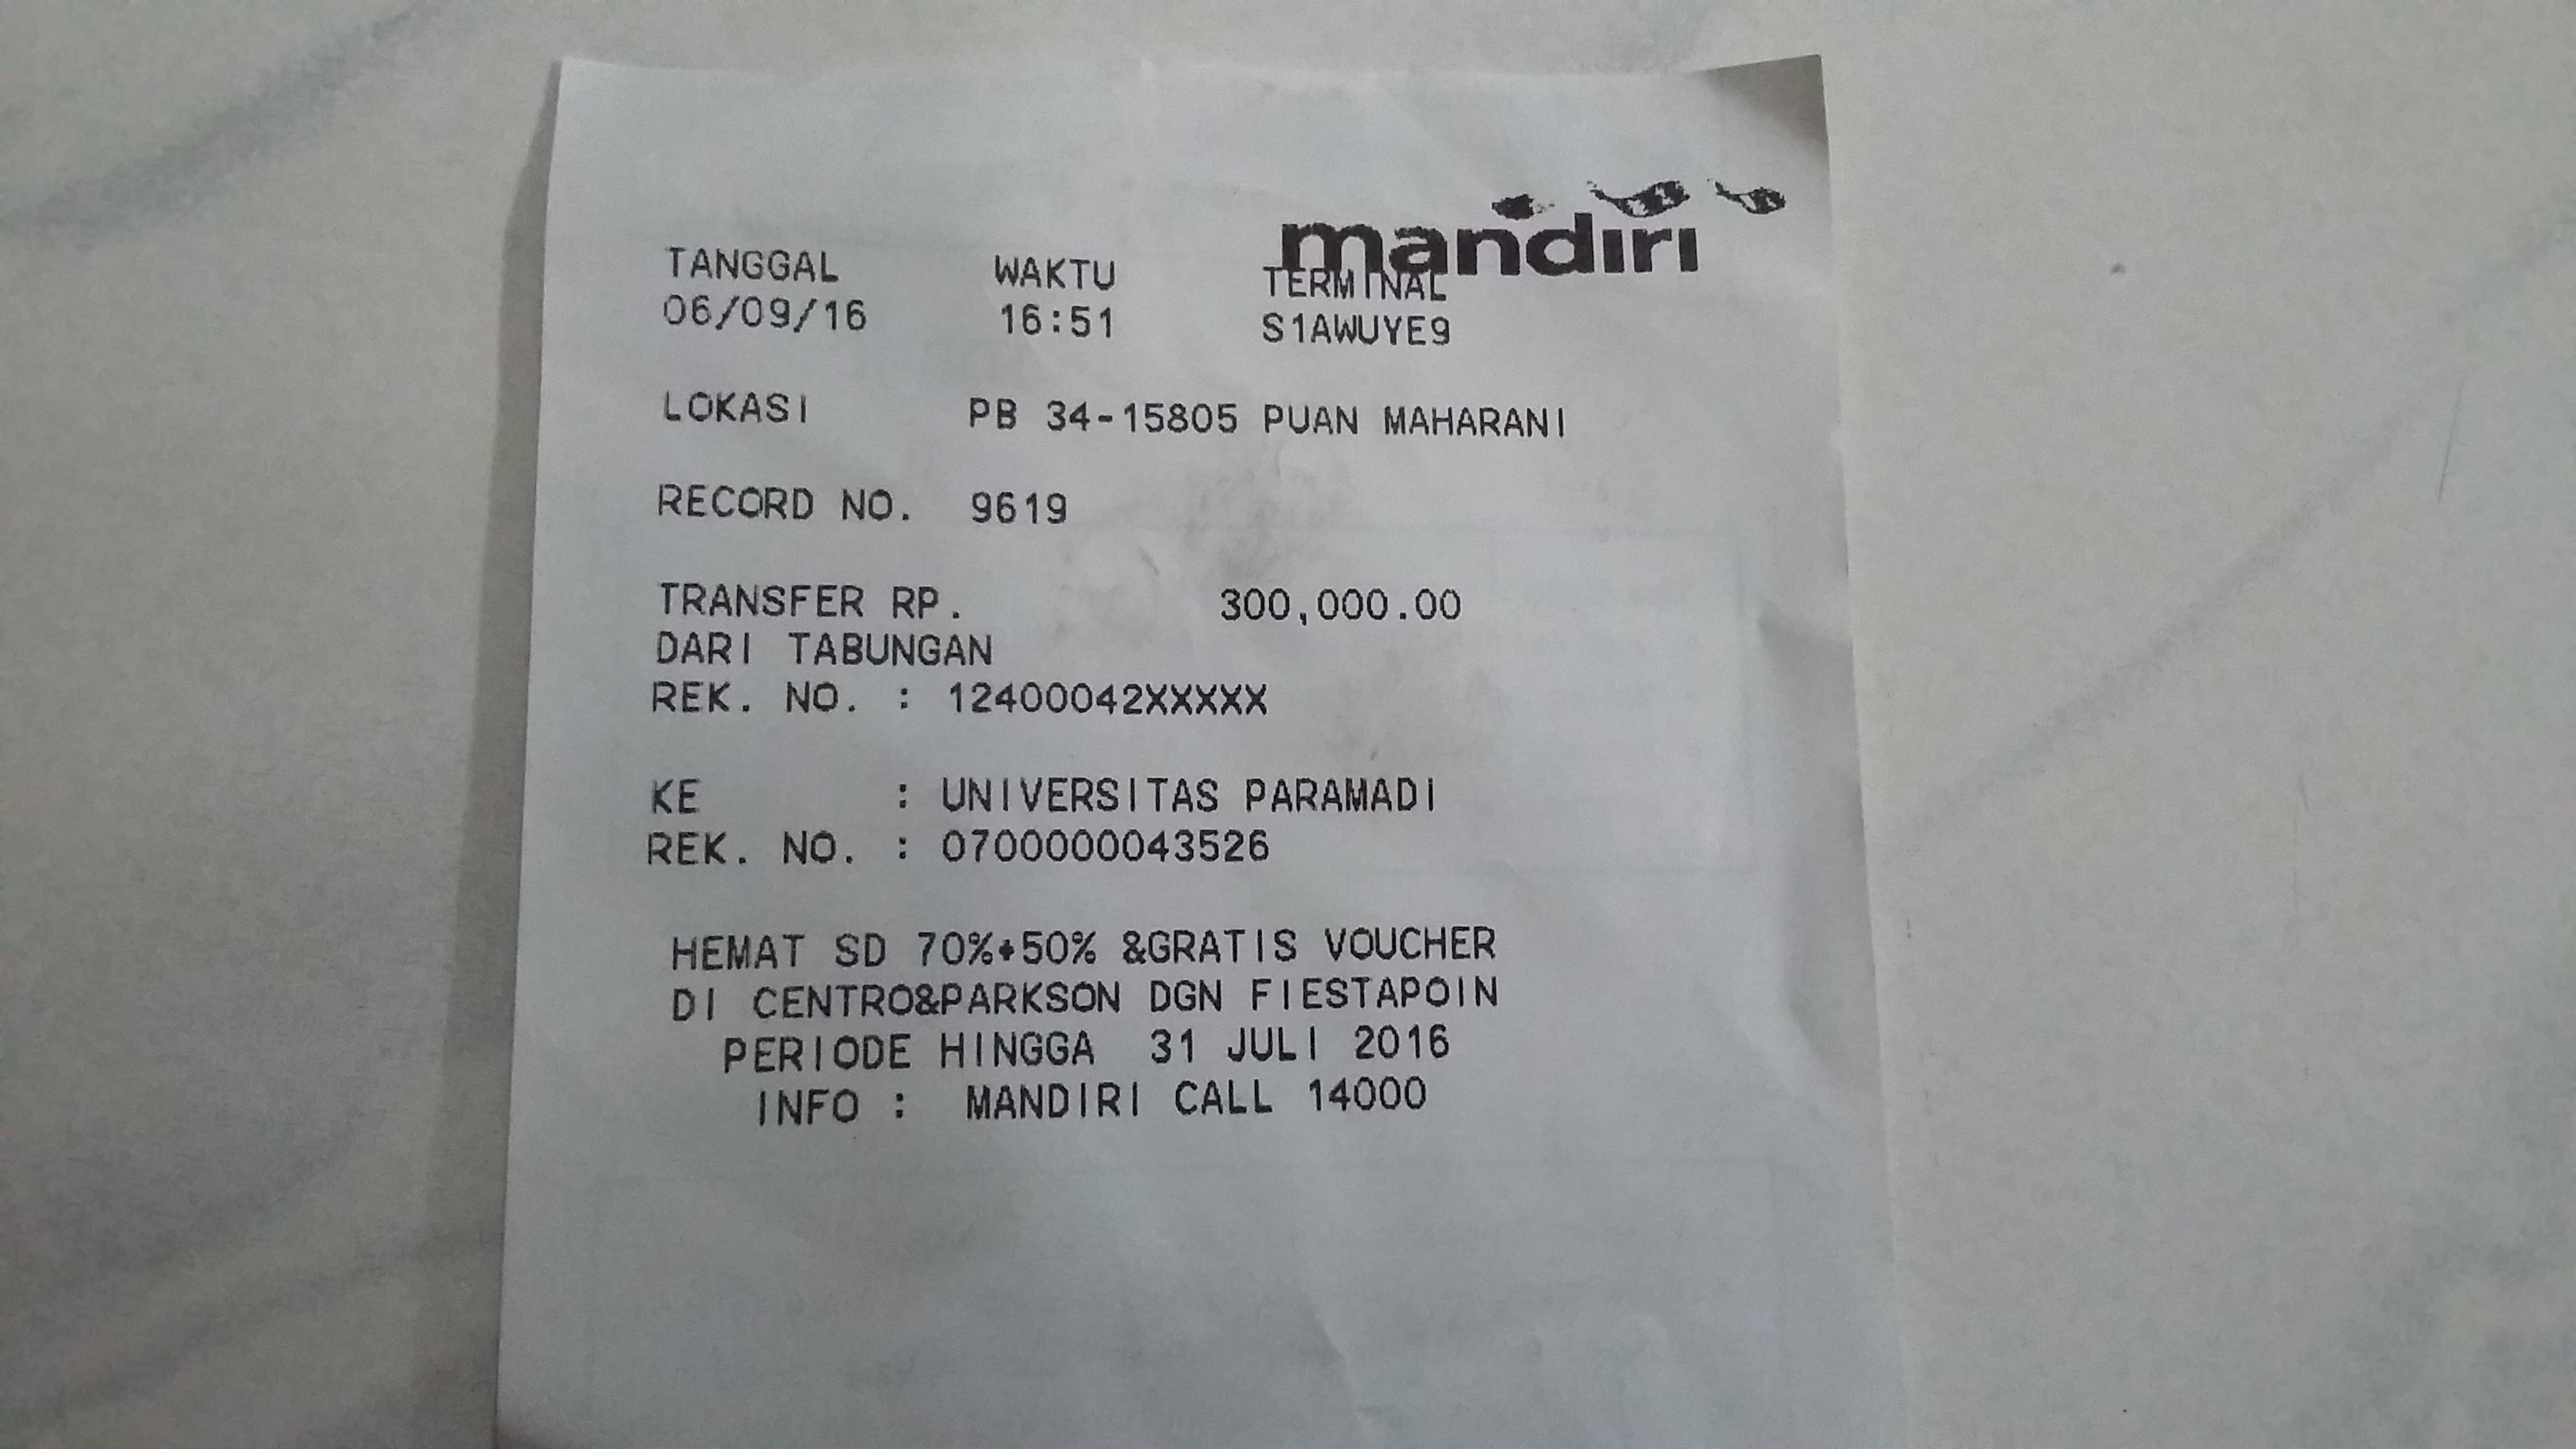 mandiri
TANGGAL WAKTU TERMINAL
06/09/16 16:51 S1AWUYE9
LOKASI PB 34-15805 PUAN MAHARANI
RECORD NO. 9619
TRANSFER RP. 300,000.00
DARI TABUNGAN
REK. NO. : 12400042XXXXX
KE : UNIVERSITAS PARAMADI
REK. NO. : 0700000043526
HEMAT SD 70%+50% &GRATIS VOUCHER
DI CENTRO&PARKSON DGN FIESTAPOIN
PERIODE HINGGA 31 JULI 2016
INFO : MANDIRI CALL 14000